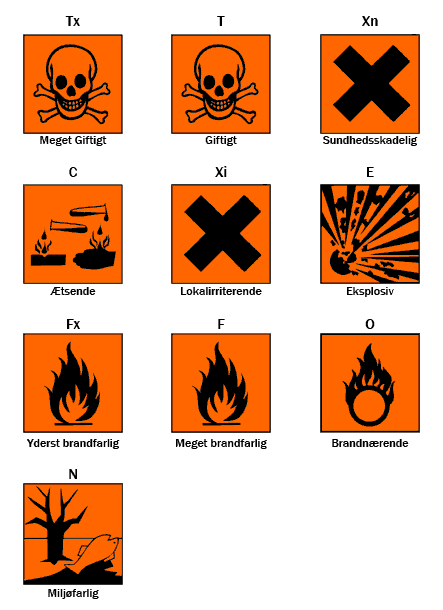 Tx
T
Xn
Meget Giftigt
Giftigt
Sundhedsskadelig
C
Xi
E
Ætsende
Lokalirriterende
Eksplosiv
Fx
F
O
Yderst brandfarlig
Meget brandfarlig
Brandnærende
N
Miljøfarlig